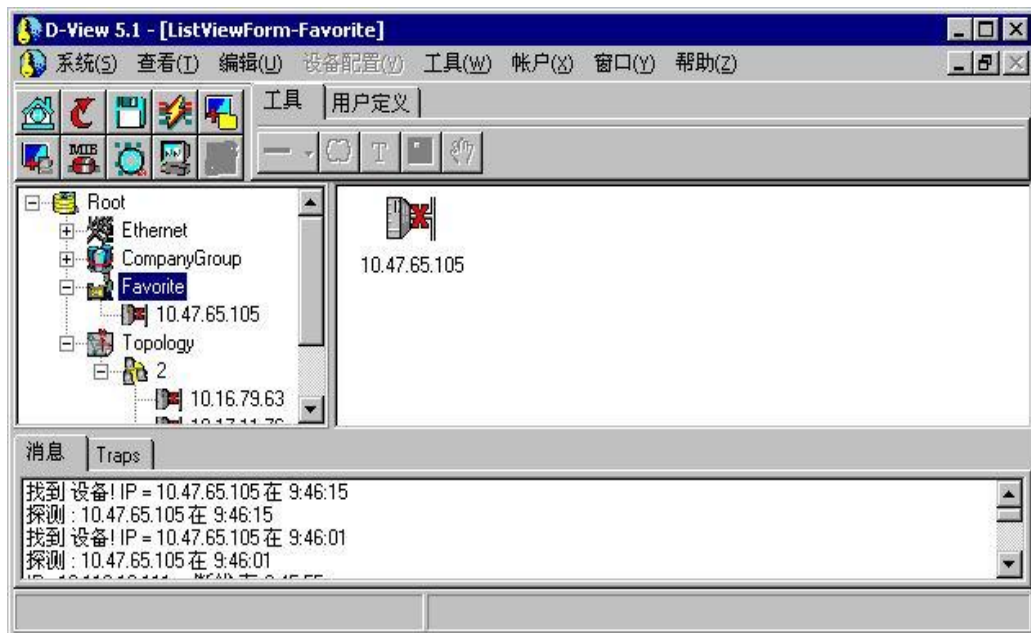 D-View 5.1 - [ListViewForm-Favorite]
系统(S) 查看(T) 编辑(U) 设备配置(V) 工具(W) 帐户(X) 窗口(Y) 帮助(Z)
工具 用户定义
MIB
T
Root
Ethernet
CompanyGroup
Favorite
10.47.65.105
Topology
2
10.16.79.63
10.47.65.105
消息 Traps
找到 设备! IP = 10.47.65.105 在 9:46:15
探测 : 10.47.65.105 在 9:46:15
找到 设备! IP = 10.47.65.105 在 9:46:01
探测 : 10.47.65.105 在 9:46:01